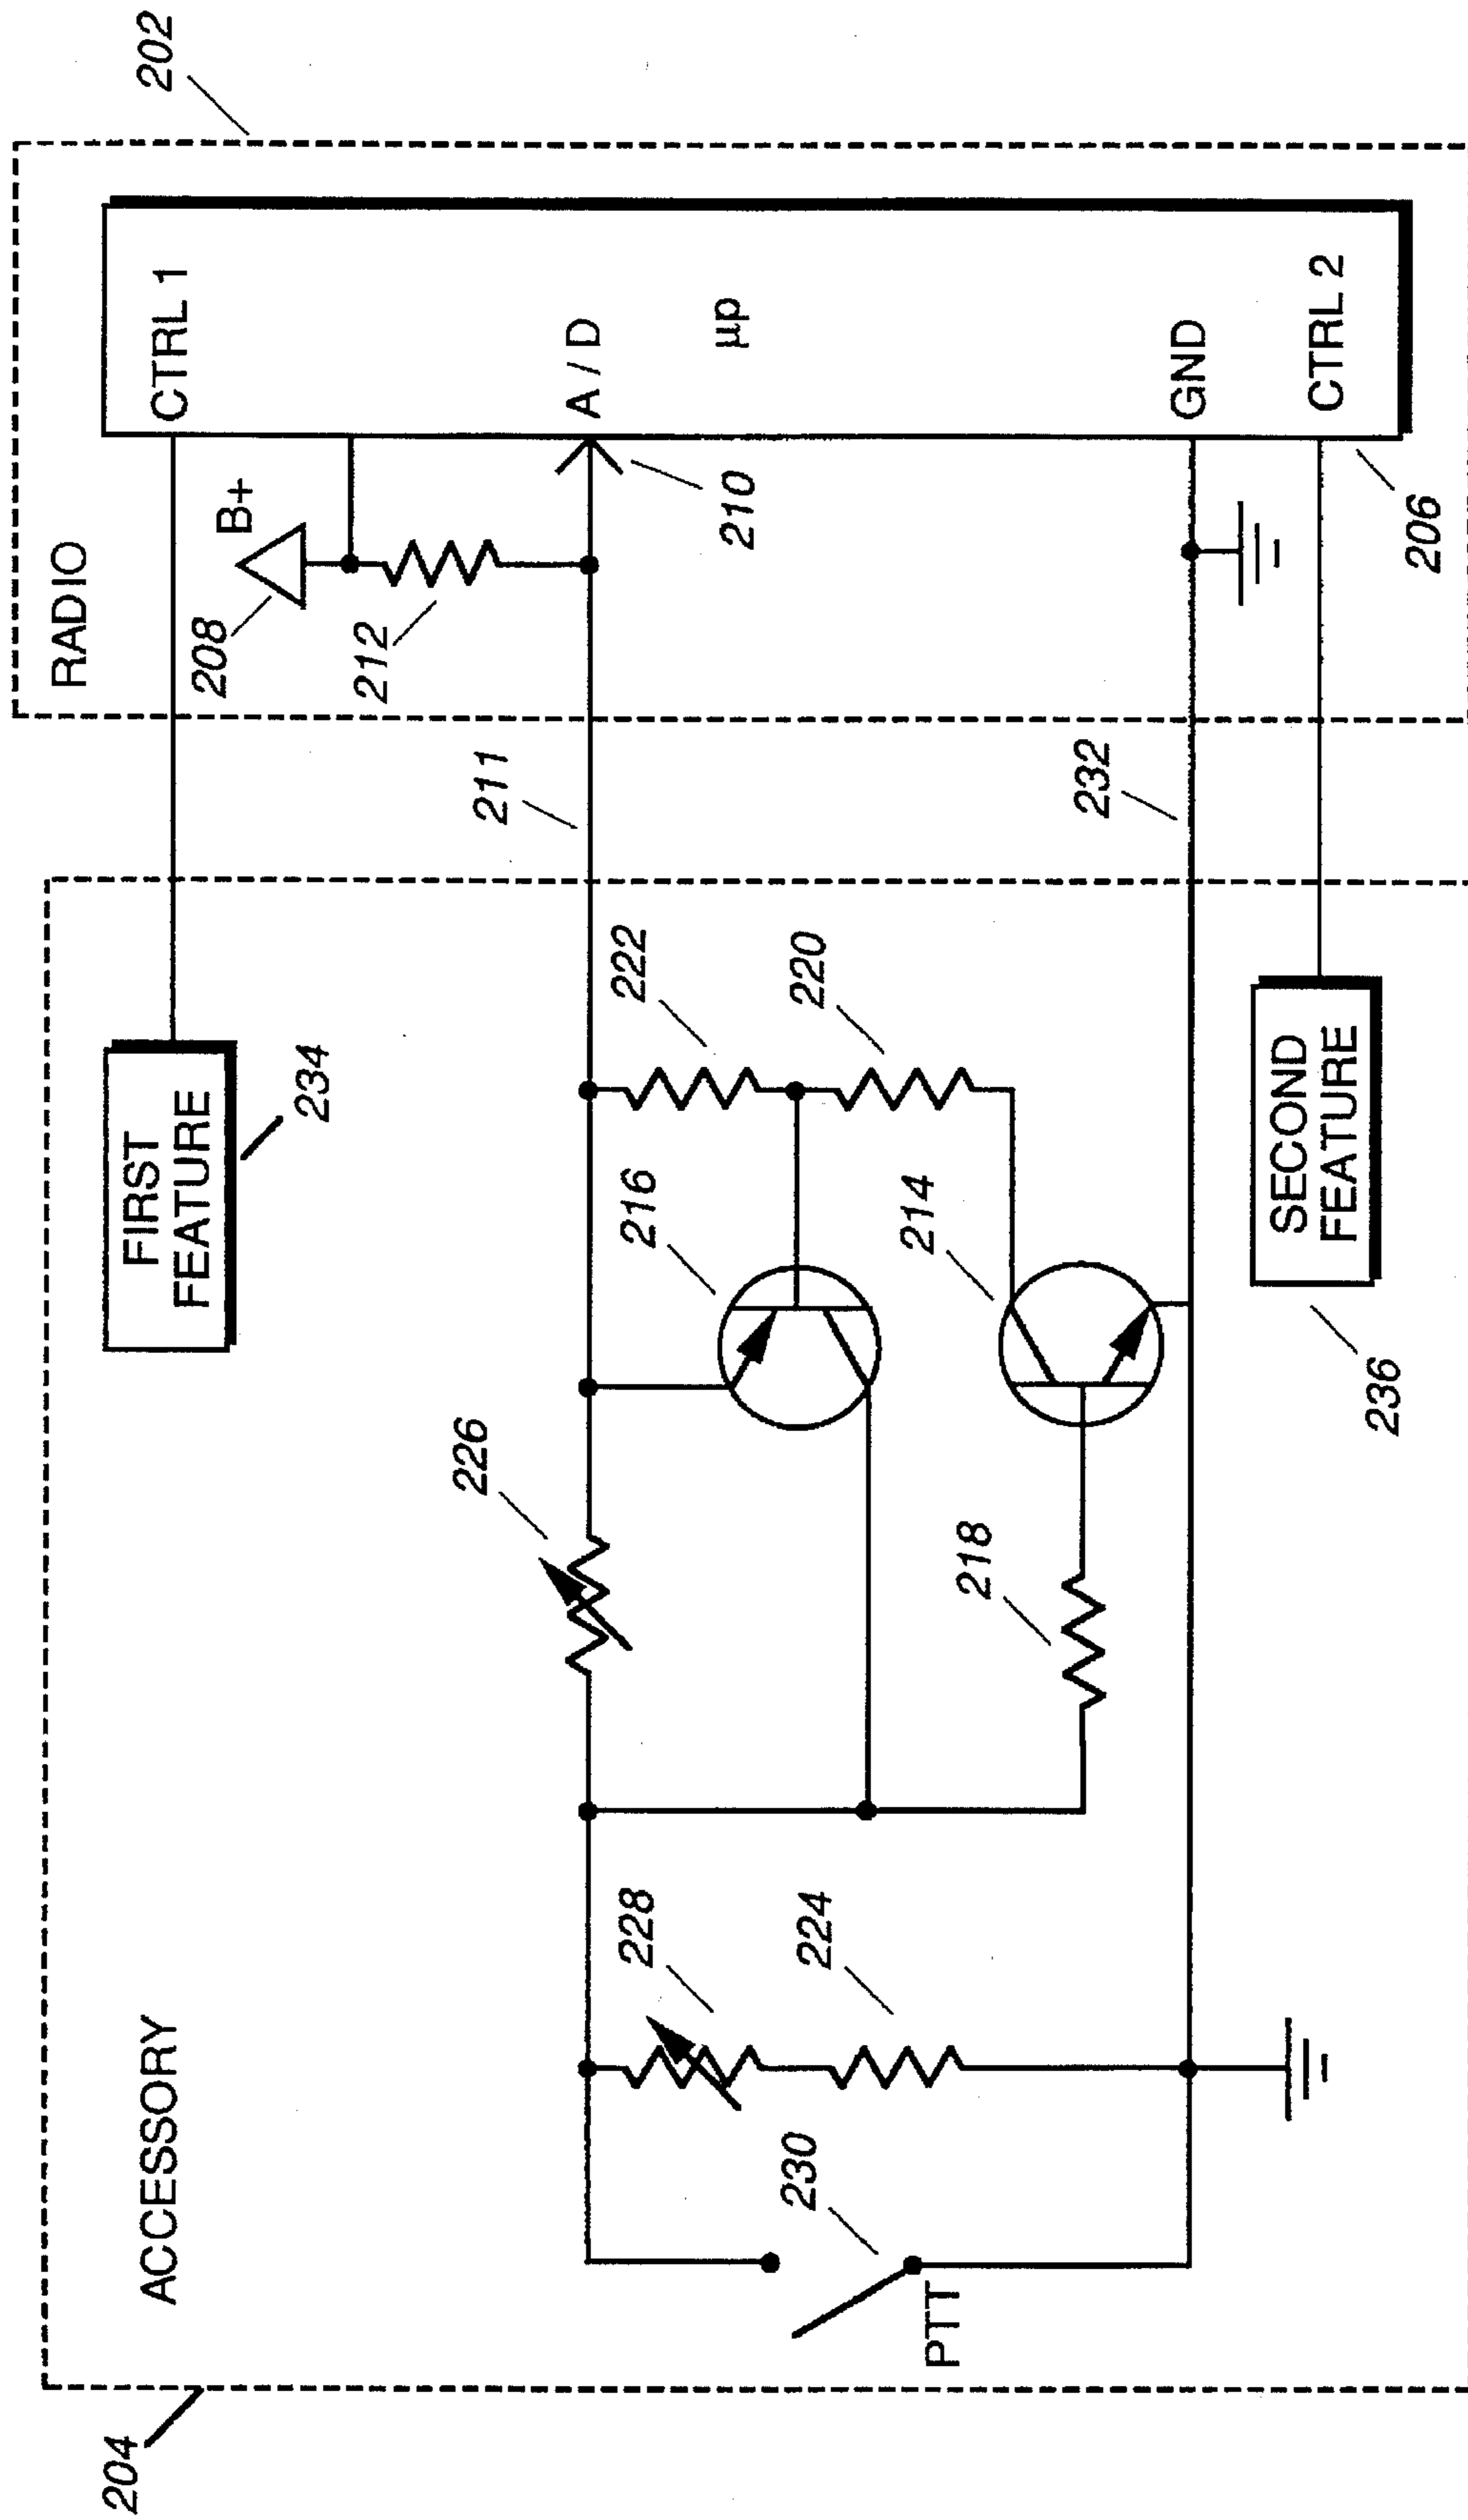 204
ACCESSORY
FIRST
FEATURE
234
RADIO
202
B+
208
212
CTRL 1
A / D
µp
GND
CTRL 2
210
206
211
232
226
216
222
220
214
218
228
224
230
PTT
SECOND
FEATURE
236